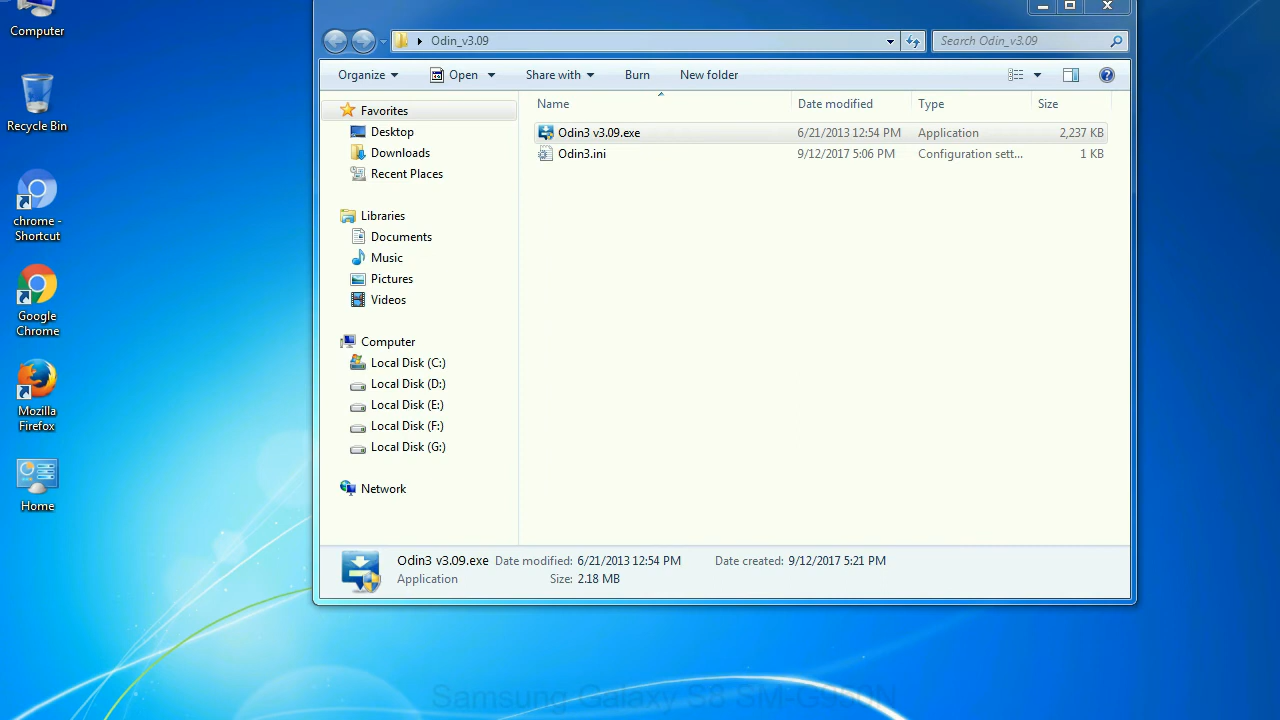 Computer
Recycle Bin
chrome -
Shortcut
Google
Chrome
Mozilla
Firefox
Home
Odin_v3.09
Search Odin_v3.09
Organize
Open
Share with
Burn
New folder
Favorites
Desktop
Downloads
Recent Places
Libraries
Documents
Music
Pictures
Videos
Computer
Local Disk (C:)
Local Disk (D:)
Local Disk (E:)
Local Disk (F:)
Local Disk (G:)
Network
Name Date modified Type Size
Odin3 v3.09.exe 6/21/2013 12:54 PM Application 2,237 KB
Odin3.ini 9/12/2017 5:06 PM Configuration sett... 1 KB
Odin3 v3.09.exe Date modified: 6/21/2013 12:54 PM Date created: 9/12/2017 5:21 PM
Application Size: 2.18 MB
Samsung Galaxy S8